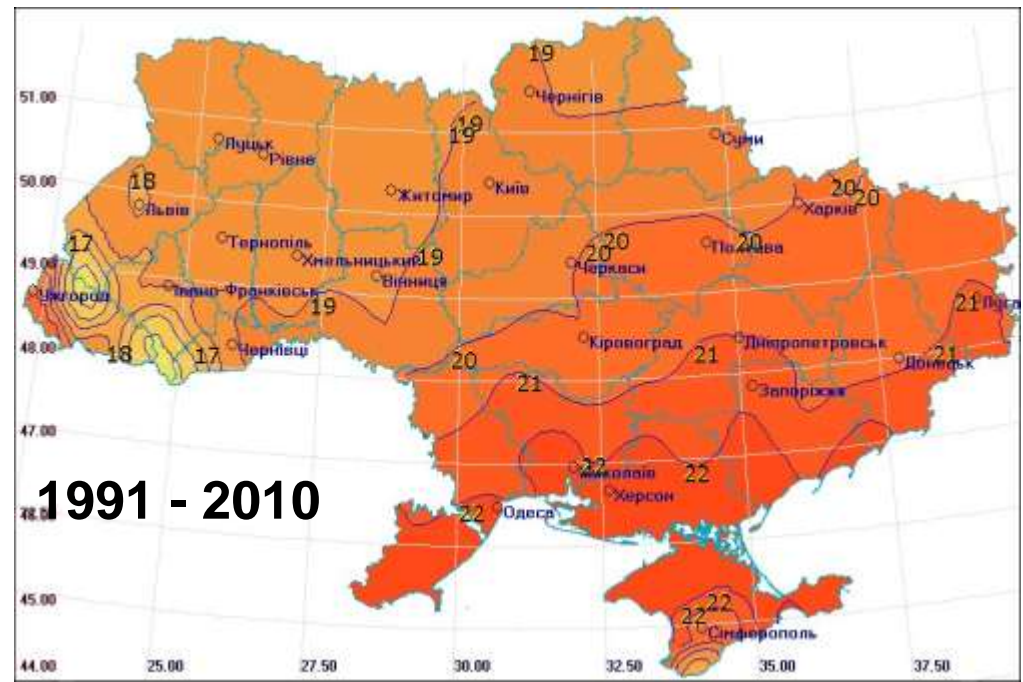 19
51.00
Чернігів
19
19
Суми
Луцьк
Рівне
50.00
18
Житомир
Київ
20
20
Львів
Харків
17
Тернопіль
20
20
Полтава
20
49.00
Хмельницький
19
Черкаси
Вінниця
Ужгород
Івано-Франківськ
19
21
Луга
48.00
18
17
Чернівці
Кіровоград
Дніпропетровськ
20
21
21
Донецьк
21
Запоріжжя
47.00
22
Миколаїв
22
1991 - 2010
Херсон
46.00
22
Одеса
45.00
22
22
Сімферополь
44.00
25.00
27.50
30.00
32.50
35.00
37.50